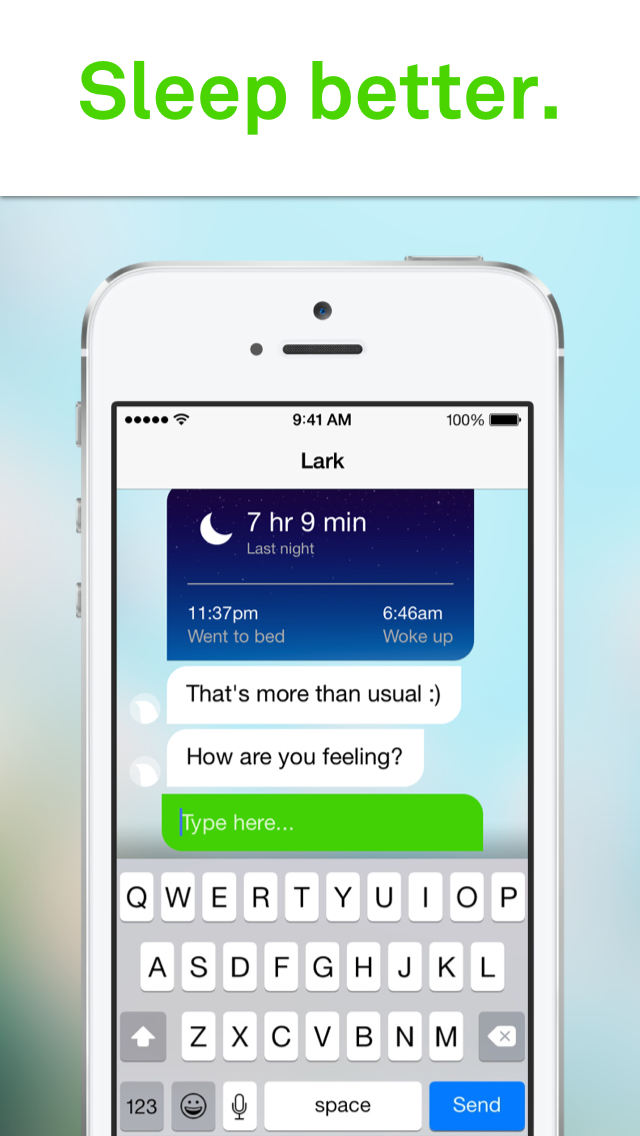 Sleep better.
9:41 AM
100%
Lark
7 hr 9 min
Last night
11:37pm
6:46am
Went to bed
Woke up
That's more than usual :)
How are you feeling?
Type here...
Q W E R T Y U I O P
A S D F G H J K L
Z X C V B N M
123
space
Send